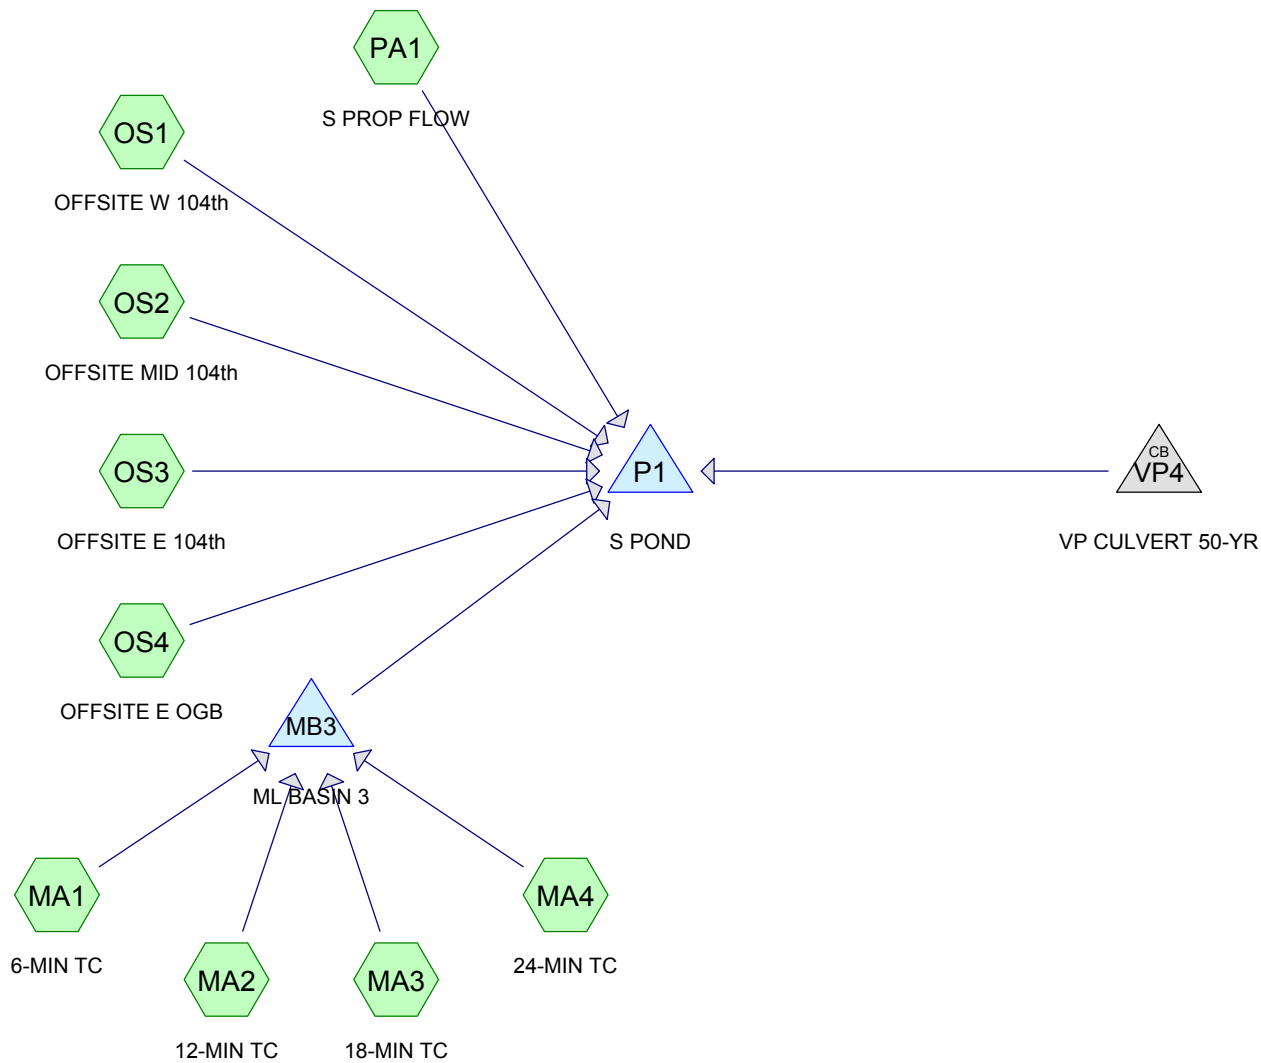 PA1
S PROP FLOW
OS1
OFFSITE W 104th
OS2
OFFSITE MID 104th
OS3
OFFSITE E 104th
P1
S POND
CB
VP4
VP CULVERT 50-YR
OS4
OFFSITE E OGB
MB3
ML BASIN 3
MA1
6-MIN TC
MA2
12-MIN TC
MA3
18-MIN TC
MA4
24-MIN TC